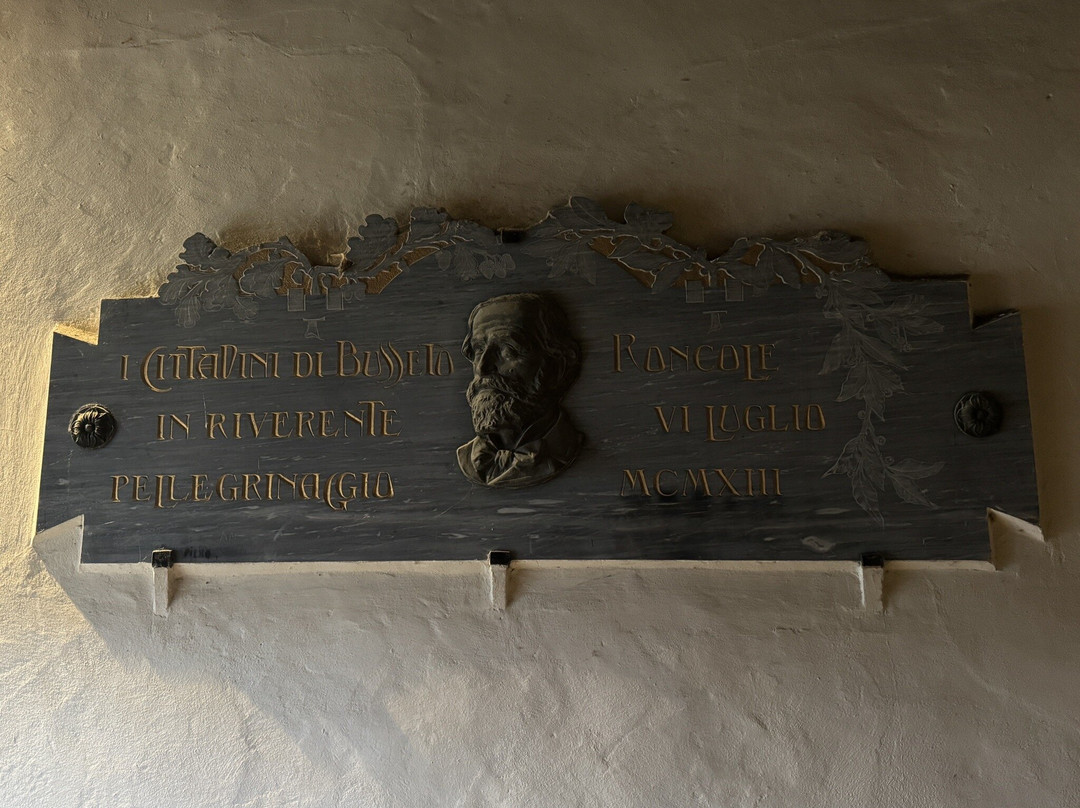 I CITTADINI DI BUSSETO
IN RIVERENTE
PELLEGRINAGGIO
RONCOLE
VI LUGLIO
MCMXIII